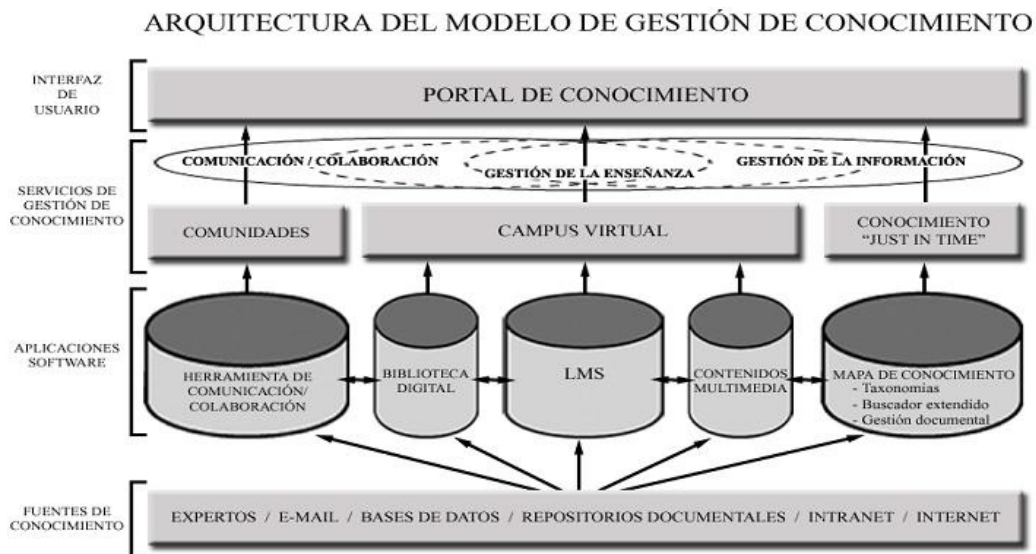 ARQUITECTURA DEL MODELO DE GESTIÓN DE CONOCIMIENTO
INTERFAZ
DE
USUARIO
PORTAL DE CONOCIMIENTO
SERVICIOS DE
GESTIÓN DE
CONOCIMIENTO
COMUNICACIÓN / COLABORACIÓN
GESTIÓN DE LA ENSEÑANZA
GESTIÓN DE LA INFORMACIÓN
COMUNIDADES
CAMPUS VIRTUAL
CONOCIMIENTO
“JUST IN TIME”
APLICACIONES
SOFTWARE
HERRAMIENTA DE
COMUNICACIÓN/
COLABORACIÓN
BIBLIOTECA
DIGITAL
LMS
CONTENIDOS
MULTIMEDIA
MAPA DE CONOCIMIENTO
- Taxonomías
- Buscador extendido
- Gestión documental
FUENTES DE
CONOCIMIENTO
EXPERTOS / E-MAIL / BASES DE DATOS / REPOSITORIOS DOCUMENTALES / INTRANET / INTERNET